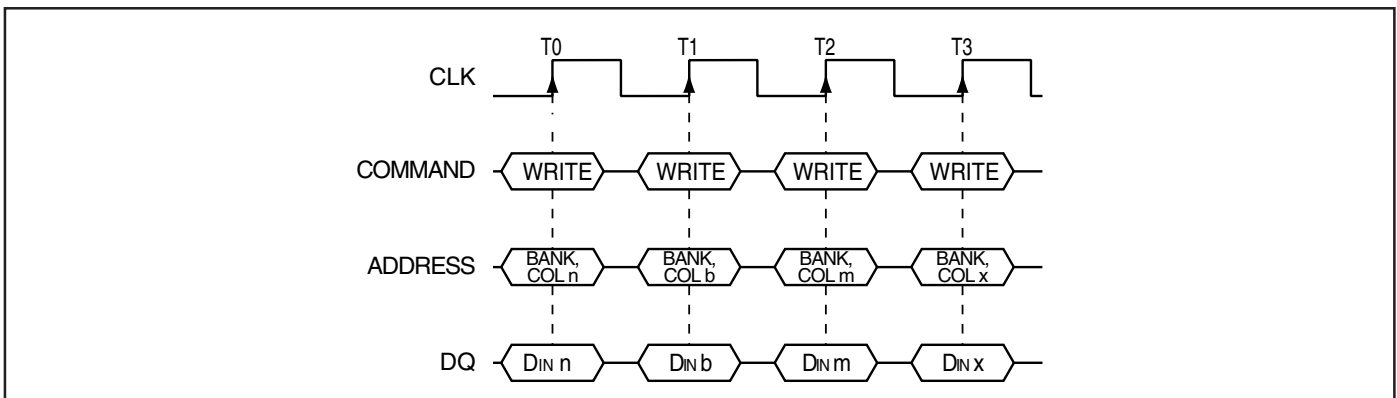 T0 T1 T2 T3
CLK
COMMAND WRITE WRITE WRITE WRITE
ADDRESS BANK, COL n BANK, COL b BANK, COL m BANK, COL x
DQ DIN n DIN b DIN m DIN x